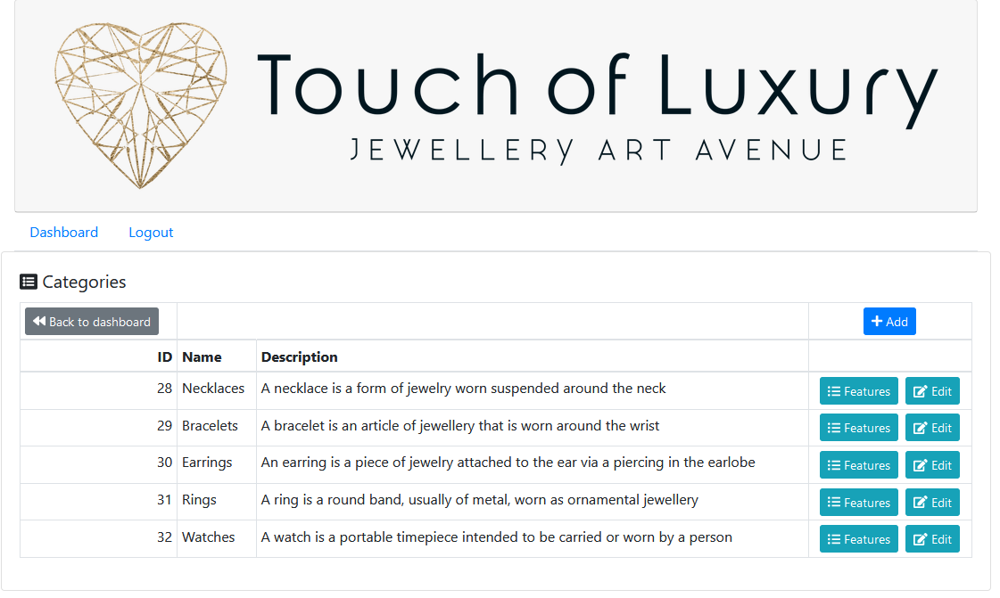 Touch of Luxury
JEWELLERY ART AVENUE
Dashboard Logout
Categories
Back to dashboard Add
ID Name Description
28 Necklaces A necklace is a form of jewelry worn suspended around the neck Features Edit
29 Bracelets A bracelet is an article of jewellery that is worn around the wrist Features Edit
30 Earrings An earring is a piece of jewelry attached to the ear via a piercing in the earlobe Features Edit
31 Rings A ring is a round band, usually of metal, worn as ornamental jewellery Features Edit
32 Watches A watch is a portable timepiece intended to be carried or worn by a person Features Edit